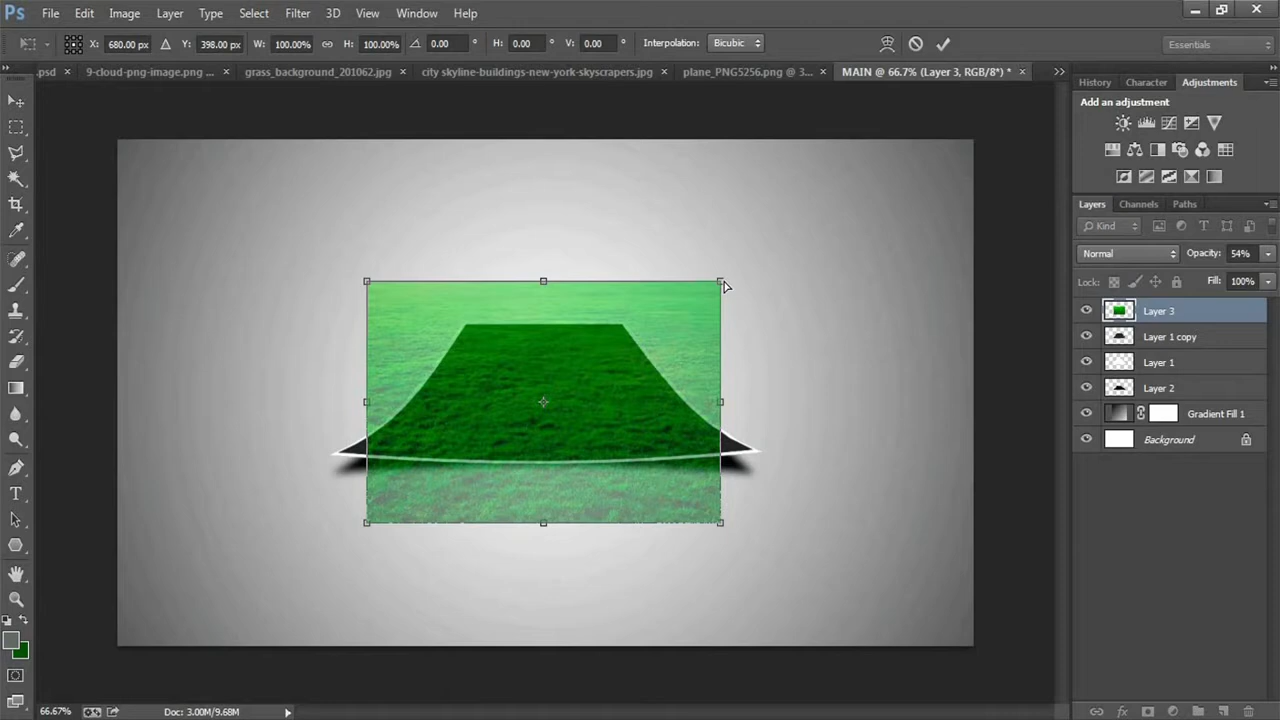 Ps File Edit Image Layer Type Select Filter 3D View Window Help
X: 680.00 px Y: 398.00 px W: 100.00% H: 100.00% 0.00 ° H: 0.00 ° V: 0.00 ° Interpolation: Bicubic Essentials
.psd × 9-cloud-png-image.png ... × grass_background_201062.jpg × city skyline-buildings-new-york-skyscrapers.jpg × plane_PNG5256.png @ 3... × MAIN @ 66.7% (Layer 3, RGB/8*) * ×
History Character Adjustments
Add an adjustment
Layers Channels Paths
Kind
Normal Opacity: 54%
Lock: Fill: 100%
Layer 3
Layer 1 copy
Layer 1
Layer 2
Gradient Fill 1
Background
66.67% Doc: 3.00M/9.68M